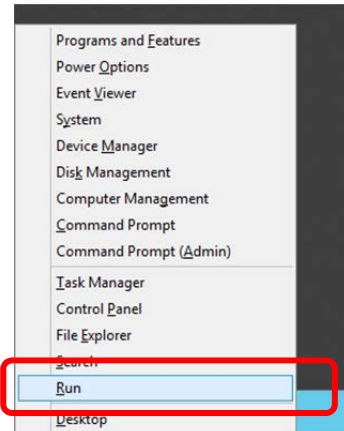 Programs and Features
Power Options
Event Viewer
System
Device Manager
Disk Management
Computer Management
Command Prompt
Command Prompt (Admin)
Task Manager
Control Panel
File Explorer
Search
Run
Desktop